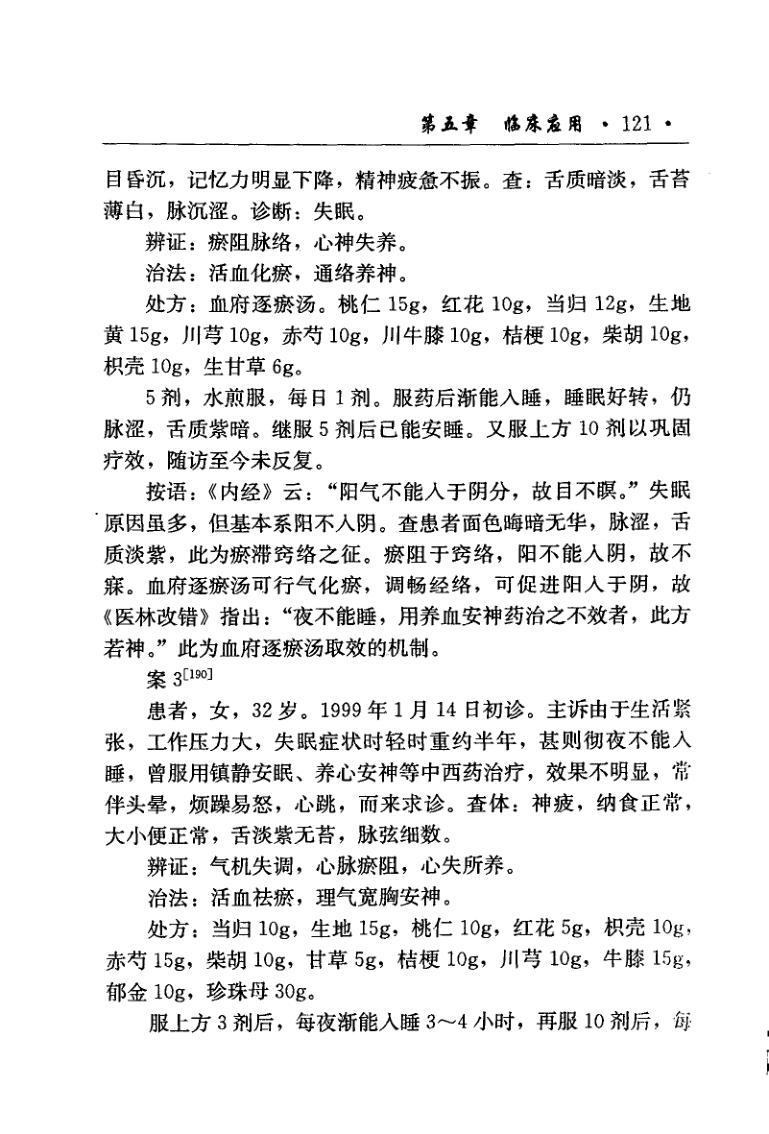 第五章 临床应用 · 121 ·
目昏沉，记忆力明显下降，精神疲惫不振。查：舌质暗淡，舌苔
薄白，脉沉涩。诊断：失眠。
辨证：瘀阻脉络，心神失养。
治法：活血化瘀，通络养神。
处方：血府逐瘀汤。桃仁 15g，红花 10g，当归 12g，生地
黄 15g，川芎 10g，赤芍 10g，川牛膝 10g，桔梗 10g，柴胡 10g，
枳壳 10g，生甘草 6g。
5 剂，水煎服，每日 1 剂。服药后渐能入睡，睡眠好转，仍
脉涩，舌质紫暗。继服 5 剂后已能安睡。又服上方 10 剂以巩固
疗效，随访至今未反复。
按语：《内经》云：“阳气不能入于阴分，故目不瞑。”失眠
原因虽多，但基本系阳不入阴。查患者面色晦暗无华，脉涩，舌
质淡紫，此为瘀滞窍络之征。瘀阻于窍络，阳不能入阴，故不
寐。血府逐瘀汤可行气化瘀，调畅经络，可促进阳入于阴，故
《医林改错》指出：“夜不能睡，用养血安神药治之不效者，此方
若神。”此为血府逐瘀汤取效的机制。
案 3[190]
患者，女，32 岁。1999 年 1 月 14 日初诊。主诉由于生活紧
张，工作压力大，失眠症状时轻时重约半年，甚则彻夜不能入
睡，曾服用镇静安眠、养心安神等中西药治疗，效果不明显，常
伴头晕，烦躁易怒，心跳，而来求诊。查体：神疲，纳食正常，
大小便正常，舌淡紫无苔，脉弦细数。
辨证：气机失调，心脉瘀阻，心失所养。
治法：活血祛瘀，理气宽胸安神。
处方：当归 10g，生地 15g，桃仁 10g，红花 5g，枳壳 10g，
赤芍 15g，柴胡 10g，甘草 5g，桔梗 10g，川芎 10g，牛膝 15g，
郁金 10g，珍珠母 30g。
服上方 3 剂后，每夜渐能入睡 3～4 小时，再服 10 剂后，每